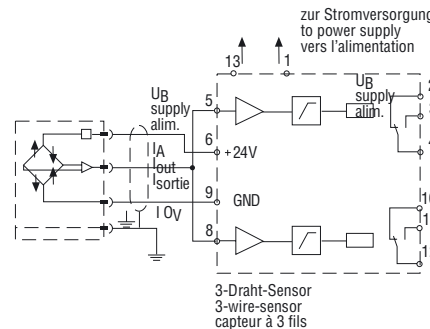 zur Stromversorgung
to power supply
vers l'alimentation
13
1
UB
supply
alim.
UB
supply
alim.
5
6
+24V
IA
out
sortie
9
GND
I 0V
8
3-Draht-Sensor
3-wire-sensor
capteur à 3 fils